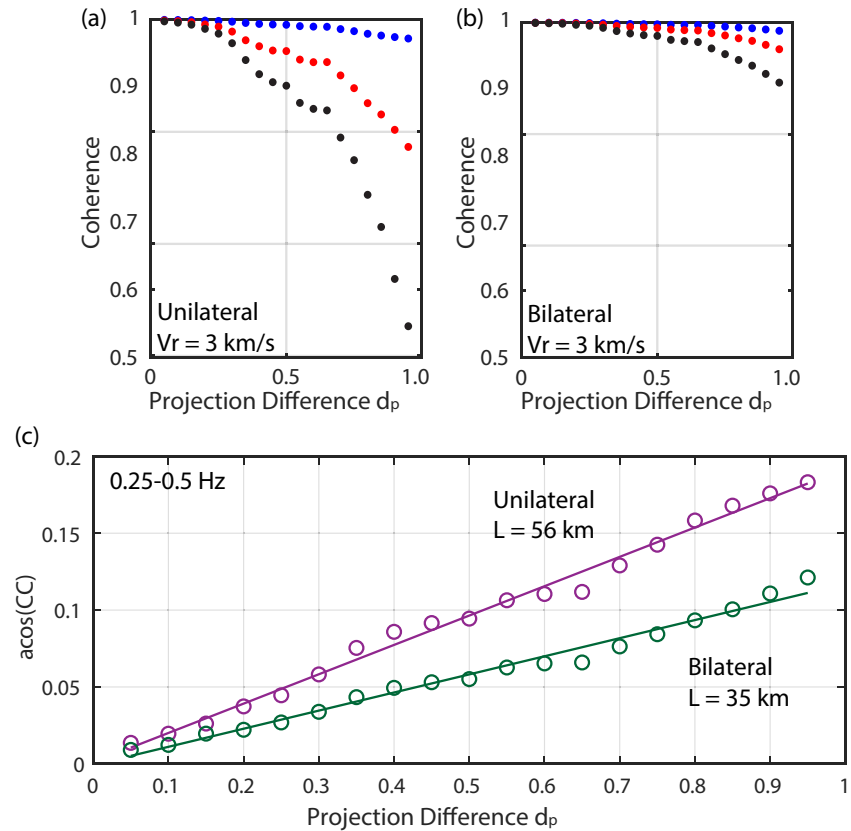 (a)
1
0.9
0.8
0.7
0.6
0.5
Coherence
Unilateral
Vr = 3 km/s
0
0.5
1.0
Projection Difference dp
(b)
1
0.9
0.8
0.7
0.6
0.5
Coherence
Bilateral
Vr = 3 km/s
0
0.5
1.0
Projection Difference dp
(c)
0.2
0.15
0.1
0.05
0
acos(CC)
0.25-0.5 Hz
Unilateral
L = 56 km
Bilateral
L = 35 km
0
0.1
0.2
0.3
0.4
0.5
0.6
0.7
0.8
0.9
1
Projection Difference dp